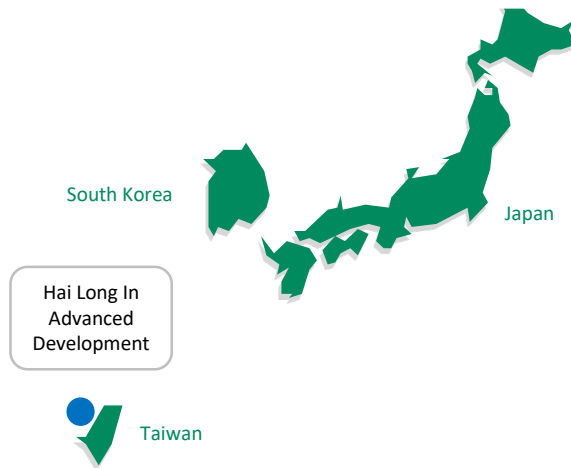 South Korea
Japan
Hai Long In
Advanced
Development
Taiwan